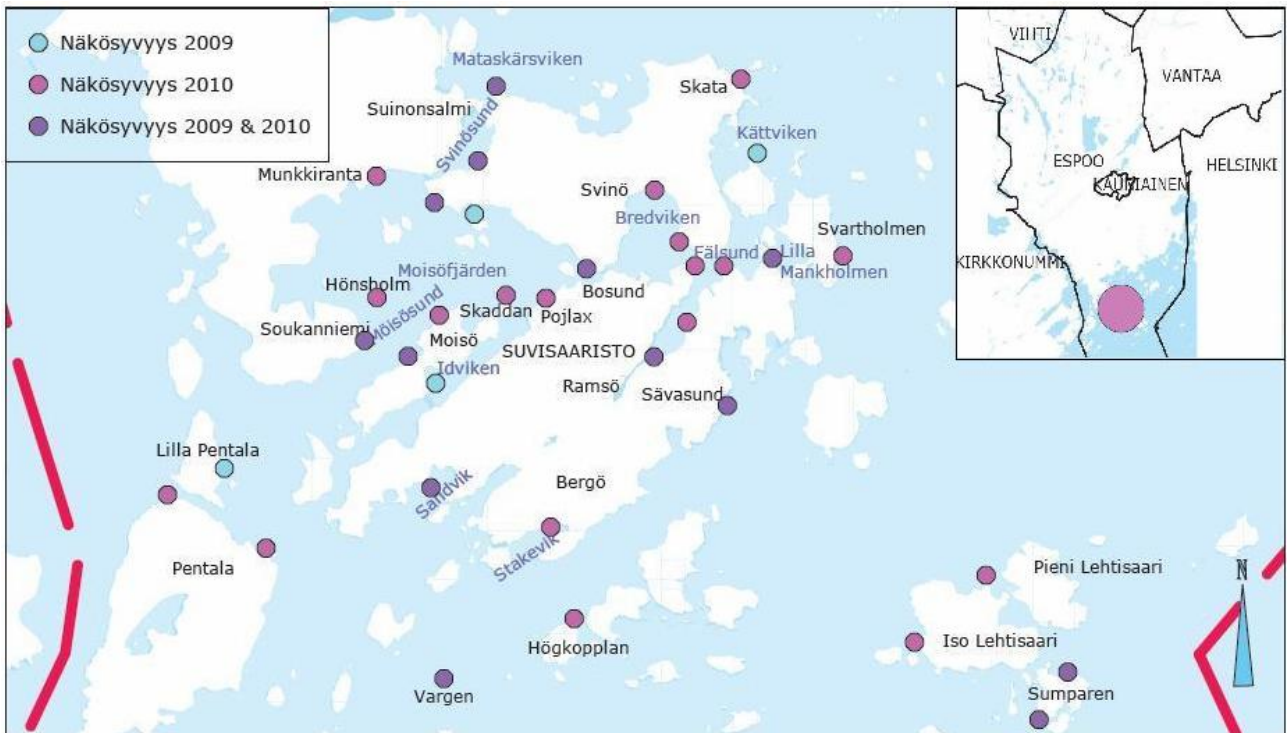 Näkösyvyys 2009
Näkösyvyys 2010
Näkösyvyys 2009 & 2010
Mataskärsviken
Suinonsalmi
Svinösund
Skata
Kättviken
Munkkiranta
Svinö
Bredviken
Svartholmen
Fälsund
Lilla
Mankholmen
Moisöfjärden
Hönsholm
Möisösund
Skaddan
Pojlax
Bosund
Soukanniemi
Moisö
SUVISAARISTO
Idviken
Ramsö
Sävasund
Lilla Pentala
Sandvik
Bergö
Stakevik
Pentala
Pieni Lehtisaari
Högkopplan
Iso Lehtisaari
Vargen
Sumparen
N
VIHTI
VANTAA
ESPOO
KAUNIAINEN
HELSINKI
KIRKKONUMMI